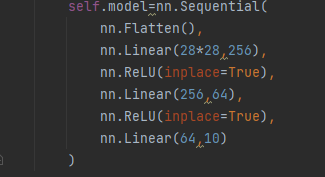 self.model=nn.Sequential(
nn.Flatten(),
nn.Linear(28*28,256),
nn.ReLU(inplace=True),
nn.Linear(256,64),
nn.ReLU(inplace=True),
nn.Linear(64,10)
)